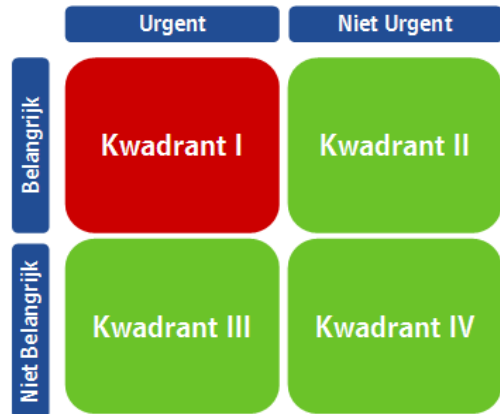 Urgent
Niet Urgent
Belangrijk
Kwadrant I
Kwadrant II
Niet Belangrijk
Kwadrant III
Kwadrant IV